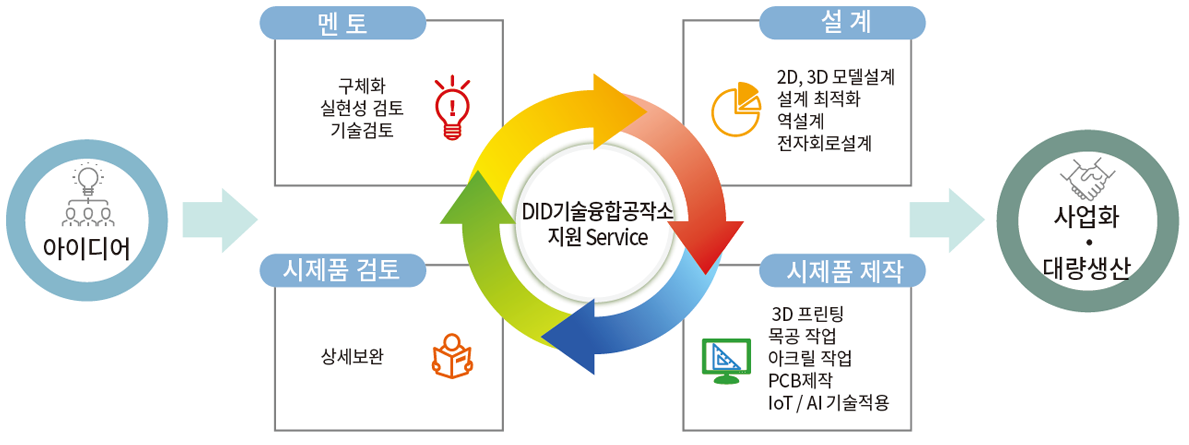 아이디어
멘 토
구체화
실현성 검토
기술검토
설 계
2D, 3D 모델설계
설계 최적화
역설계
전자회로설계
DID기술융합공작소
지원 Service
시제품 검토
상세보완
시제품 제작
3D 프린팅
목공 작업
아크릴 작업
PCB제작
IoT / AI 기술적용
사업화
·
대량생산